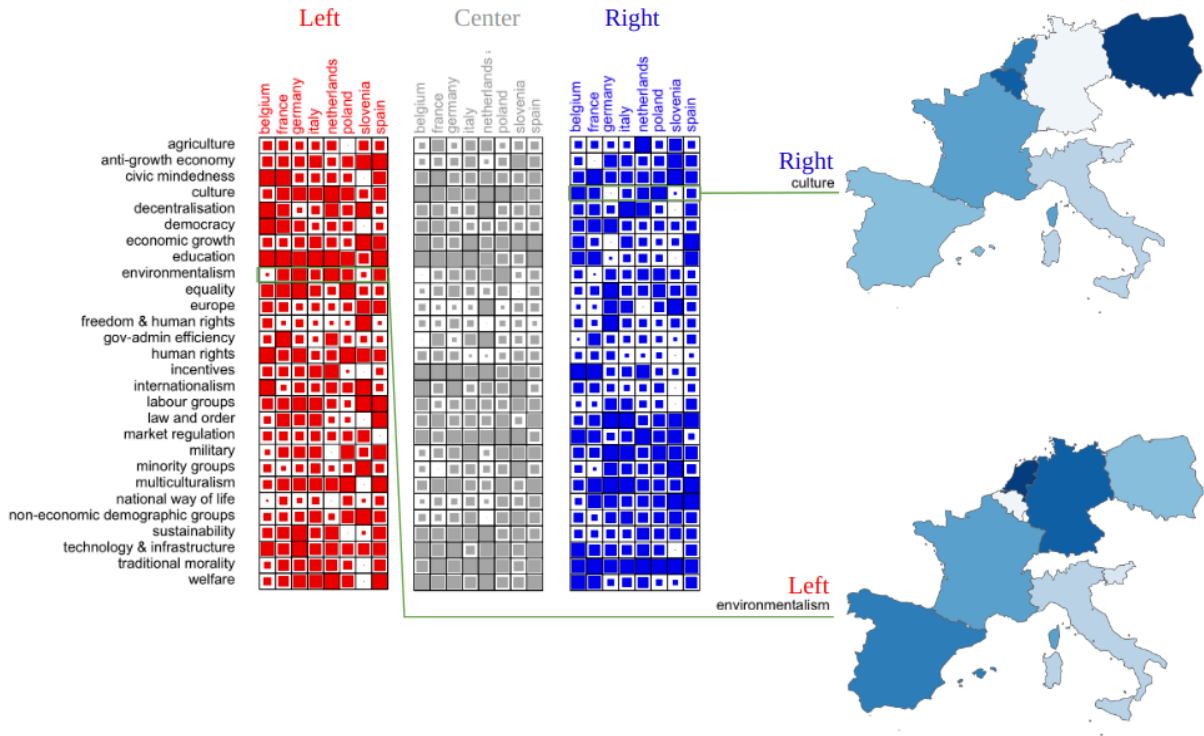 Left
Center
Right
belgium
france
germany
italy
netherlands
poland
slovenia
spain
belgium
france
germany
italy
netherlands
poland
slovenia
spain
belgium
france
germany
italy
netherlands
poland
slovenia
spain
agriculture
anti-growth economy
civic mindedness
culture
decentralisation
democracy
economic growth
education
environmentalism
equality
europe
freedom & human rights
gov-admin efficiency
human rights
incentives
internationalism
labour groups
law and order
market regulation
military
minority groups
multiculturalism
national way of life
non-economic demographic groups
sustainability
technology & infrastructure
traditional morality
welfare
Right
culture
Left
environmentalism